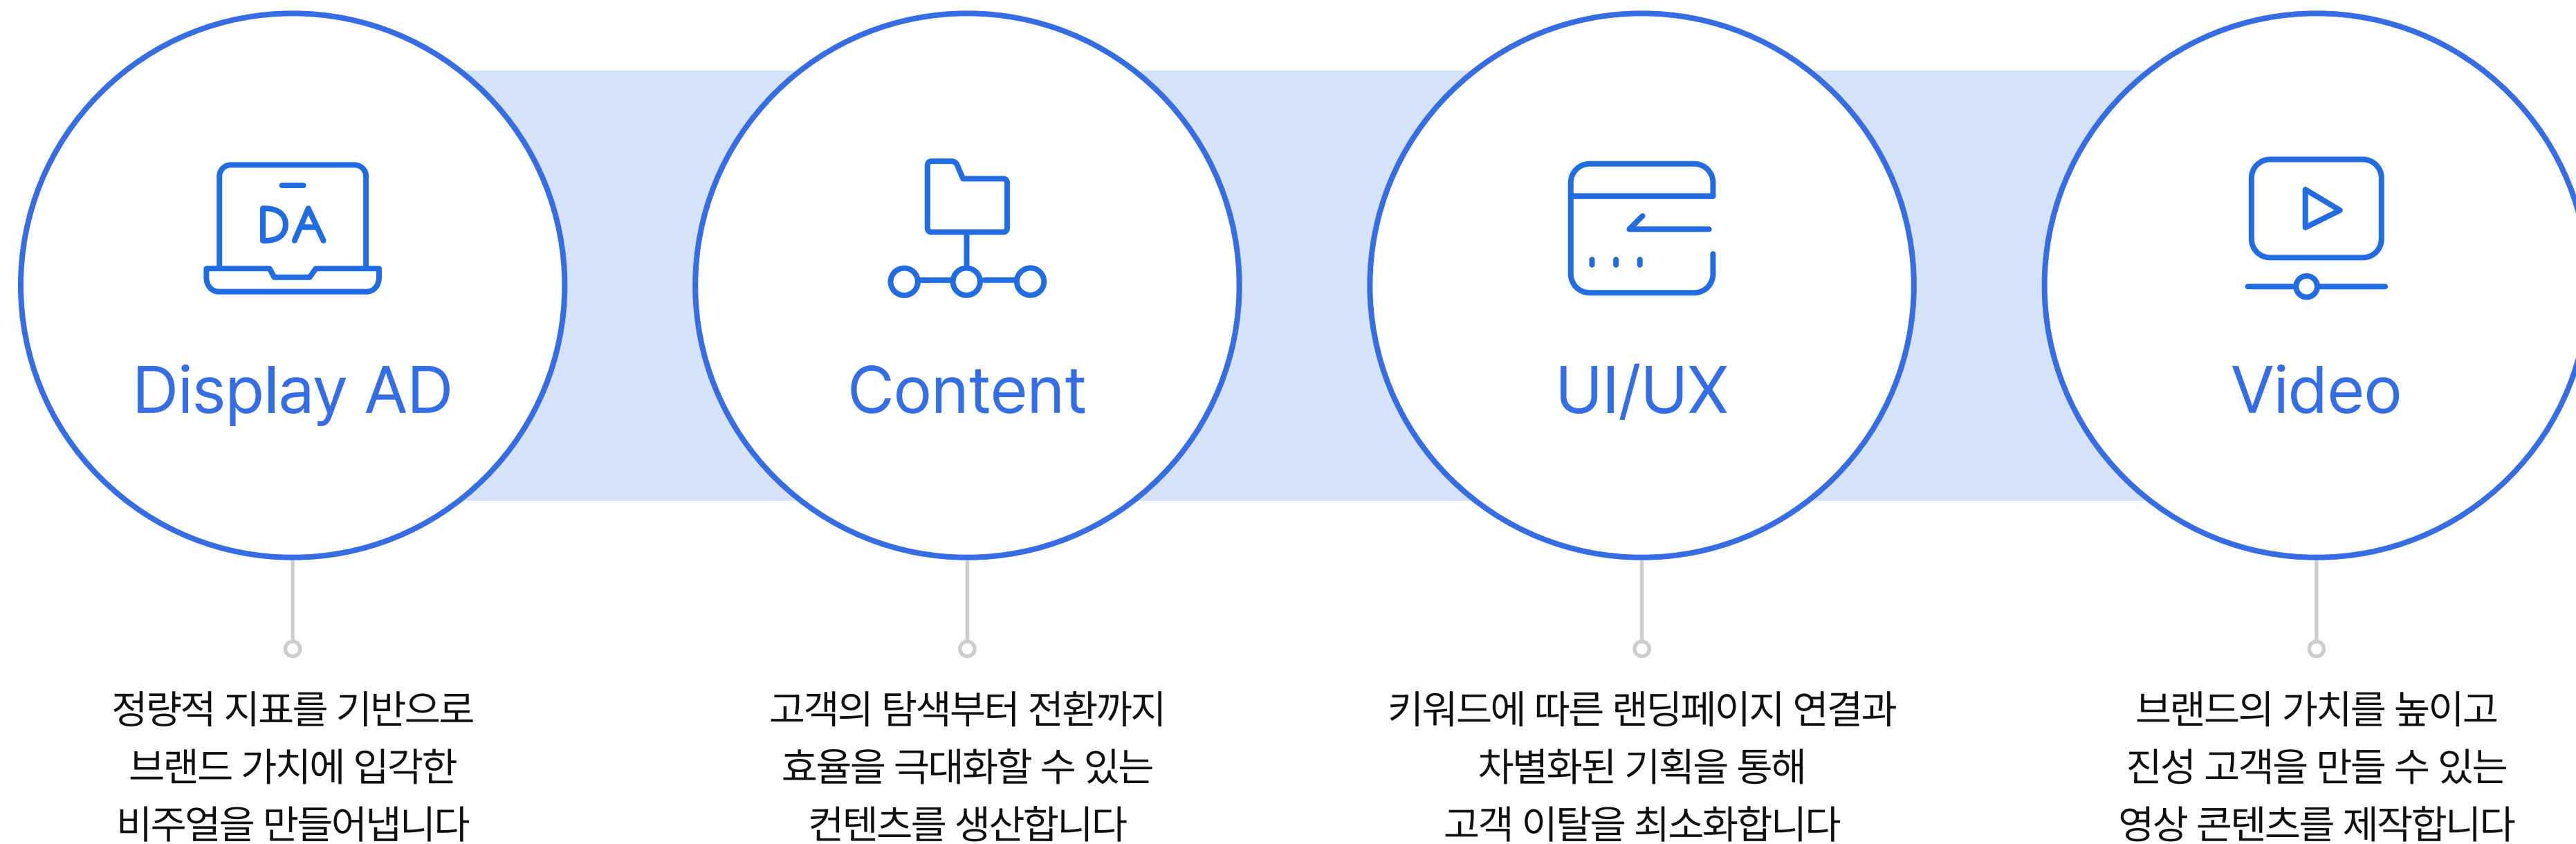 DA
Display AD
정량적 지표를 기반으로
브랜드 가치에 입각한
비주얼을 만들어냅니다
Content
고객의 탐색부터 전환까지
효율을 극대화할 수 있는
컨텐츠를 생산합니다
UI/UX
키워드에 따른 랜딩페이지 연결과
차별화된 기획을 통해
고객 이탈을 최소화합니다
Video
브랜드의 가치를 높이고
진성 고객을 만들 수 있는
영상 콘텐츠를 제작합니다